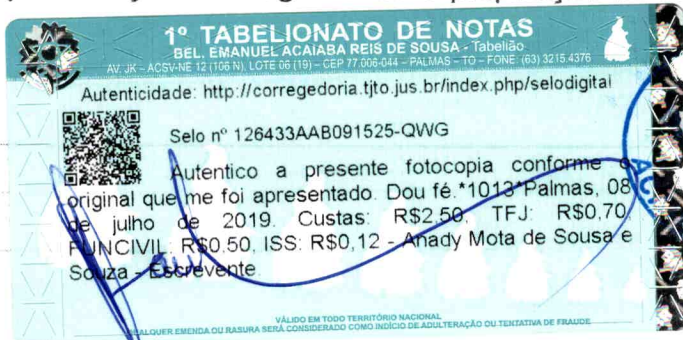 1º TABELIONATO DE NOTAS
BEL. EMANUEL ACAIABA REIS DE SOUSA - Tabelião
AV. JK - ACSV-NE 12 (106 N), LOTE 06 (19) - CEP 77.006-044 - PALMAS - TO - FONE (63) 3215.4376
Autenticidade: http://corregedoria.tjto.jus.br/index.php/selodigital
Selo nº 126433AAB091525-QWG
Autentico a presente fotocopia conforme o
original que me foi apresentado. Dou fé.*1013*Palmas, 08
de julho de 2019. Custas: R$2,50, TFJ: R$0,70,
FUNCIVIL: R$0,50, ISS: R$0,12 - Anady Mota de Sousa e
Souza - Escrevente.
VÁLIDO EM TODO TERRITÓRIO NACIONAL
QUALQUER EMENDA OU RASURA SERÁ CONSIDERADO COMO INDÍCIO DE ADULTERAÇÃO OU TENTATIVA DE FRAUDE